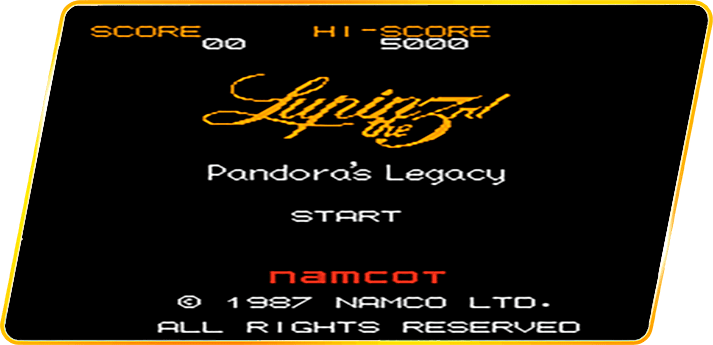 SCORE HI-SCORE
00 5000
Lupin the 3rd
Pandora's Legacy
START
namcot
© 1987 NAMCO LTD.
ALL RIGHTS RESERVED